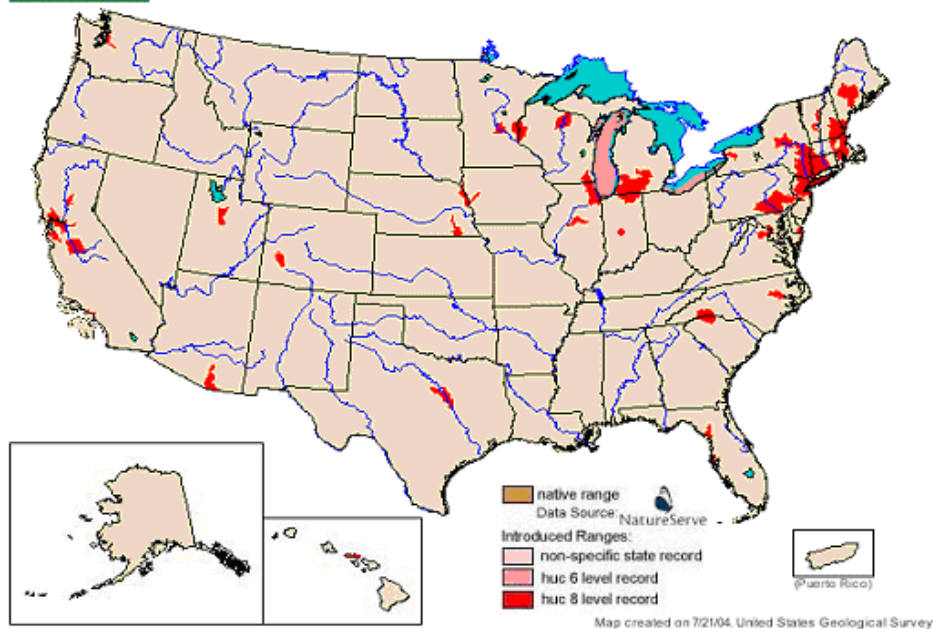 native range
Data Source:
NatureServe
Introduced Ranges:
non-specific state record
huc 6 level record
huc 8 level record
(Puerto Rico)
Map created on 7/21/04. United States Geological Survey